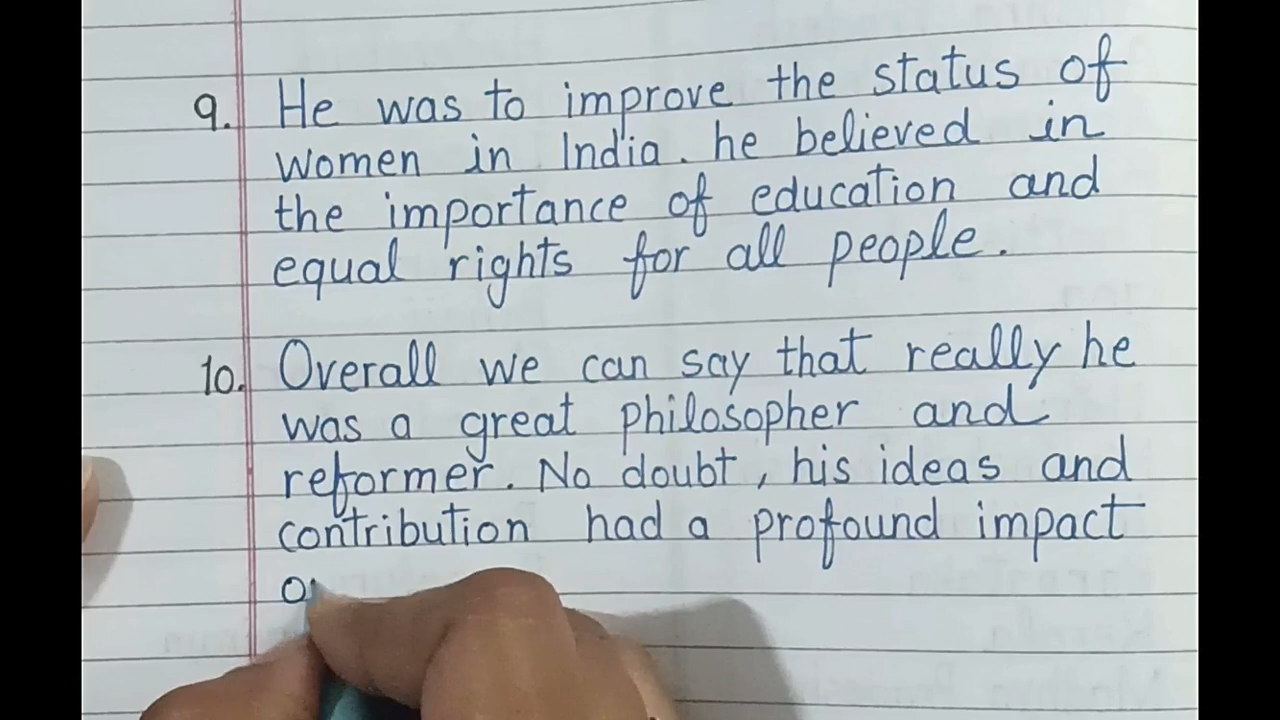 9. He was to improve the status of
women in India. he believed in
the importance of education and
equal rights for all people.
10. Overall we can say that really he
was a great philosopher and
reformer. No doubt, his ideas and
contribution had a profound impact